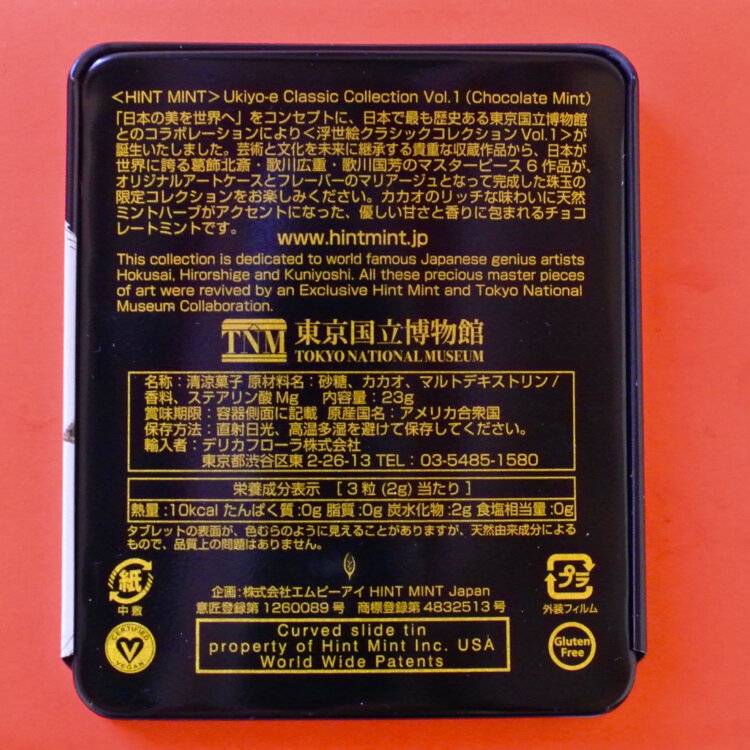 <HINT MINT> Ukiyo-e Classic Collection Vol.1 (Chocolate Mint)
「日本の美を世界へ」をコンセプトに、日本で最も歴史ある東京国立博物館
とのコラボレーションにより<浮世絵クラシックコレクション Vol.1>が
誕生いたしました。芸術と文化を未来に継承する貴重な収蔵作品から、日本が
世界に誇る葛飾北斎・歌川広重・歌川国芳のマスターピース6作品が、
オリジナルアートケースとフレーバーのマリアージュとなって完成した珠玉の
限定コレクションをお楽しみください。カカオのリッチな味わいに天然
ミントハーブがアクセントになった、優しい甘さと香りに包まれるチョコ
レートミントです。
www.hintmint.jp
This collection is dedicated to world famous Japanese genius artists
Hokusai, Hirorshige and Kuniyoshi. All these precious master pieces
of art were revived by an Exclusive Hint Mint and Tokyo National
Museum Collaboration.
TNM 東京国立博物館
TOKYO NATIONAL MUSEUM
名称：清涼菓子 原材料名：砂糖、カカオ、マルトデキストリン/
香料、ステアリン酸Mg 内容量：23g
賞味期限：容器側面に記載 原産国名：アメリカ合衆国
保存方法：直射日光、高温多湿を避けて保存してください。
輸入者：デリカフローラ株式会社
東京都渋谷区東 2-26-13 TEL：03-5485-1580
栄養成分表示 [3粒(2g)当たり]
熱量:10kcal たんぱく質:0g 脂質:0g 炭水化物:2g 食塩相当量:0g
タブレットの表面が、色むらのように見えることがありますが、天然由来成分による
もので、品質上の問題はありません。
紙
中敷
プラ
外装フィルム
企画：株式会社エムピーアイ HINT MINT Japan
意匠登録第 1260089 号 商標登録第 4832513 号
CERTIFIED
V
VEGAN
Curved slide tin
property of Hint Mint Inc. USA
World Wide Patents
Gluten
Free